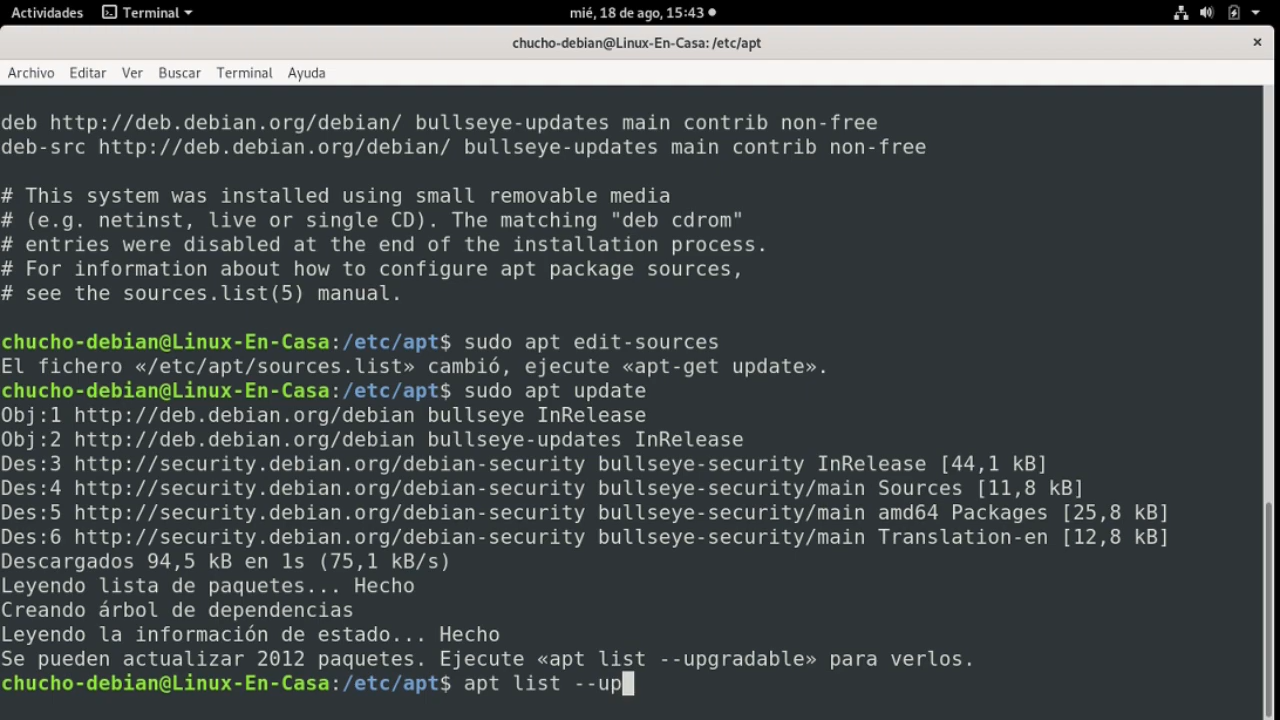 Actividades Terminal mié, 18 de ago, 15:43
chucho-debian@Linux-En-Casa: /etc/apt ×
Archivo Editar Ver Buscar Terminal Ayuda
deb http://deb.debian.org/debian/ bullseye-updates main contrib non-free
deb-src http://deb.debian.org/debian/ bullseye-updates main contrib non-free
# This system was installed using small removable media
# (e.g. netinst, live or single CD). The matching "deb cdrom"
# entries were disabled at the end of the installation process.
# For information about how to configure apt package sources,
# see the sources.list(5) manual.
chucho-debian@Linux-En-Casa:/etc/apt$ sudo apt edit-sources
El fichero «/etc/apt/sources.list» cambió, ejecute «apt-get update».
chucho-debian@Linux-En-Casa:/etc/apt$ sudo apt update
Obj:1 http://deb.debian.org/debian bullseye InRelease
Obj:2 http://deb.debian.org/debian bullseye-updates InRelease
Des:3 http://security.debian.org/debian-security bullseye-security InRelease [44,1 kB]
Des:4 http://security.debian.org/debian-security bullseye-security/main Sources [11,8 kB]
Des:5 http://security.debian.org/debian-security bullseye-security/main amd64 Packages [25,8 kB]
Des:6 http://security.debian.org/debian-security bullseye-security/main Translation-en [12,8 kB]
Descargados 94,5 kB en 1s (75,1 kB/s)
Leyendo lista de paquetes... Hecho
Creando árbol de dependencias
Leyendo la información de estado... Hecho
Se pueden actualizar 2012 paquetes. Ejecute «apt list --upgradable» para verlos.
chucho-debian@Linux-En-Casa:/etc/apt$ apt list --up